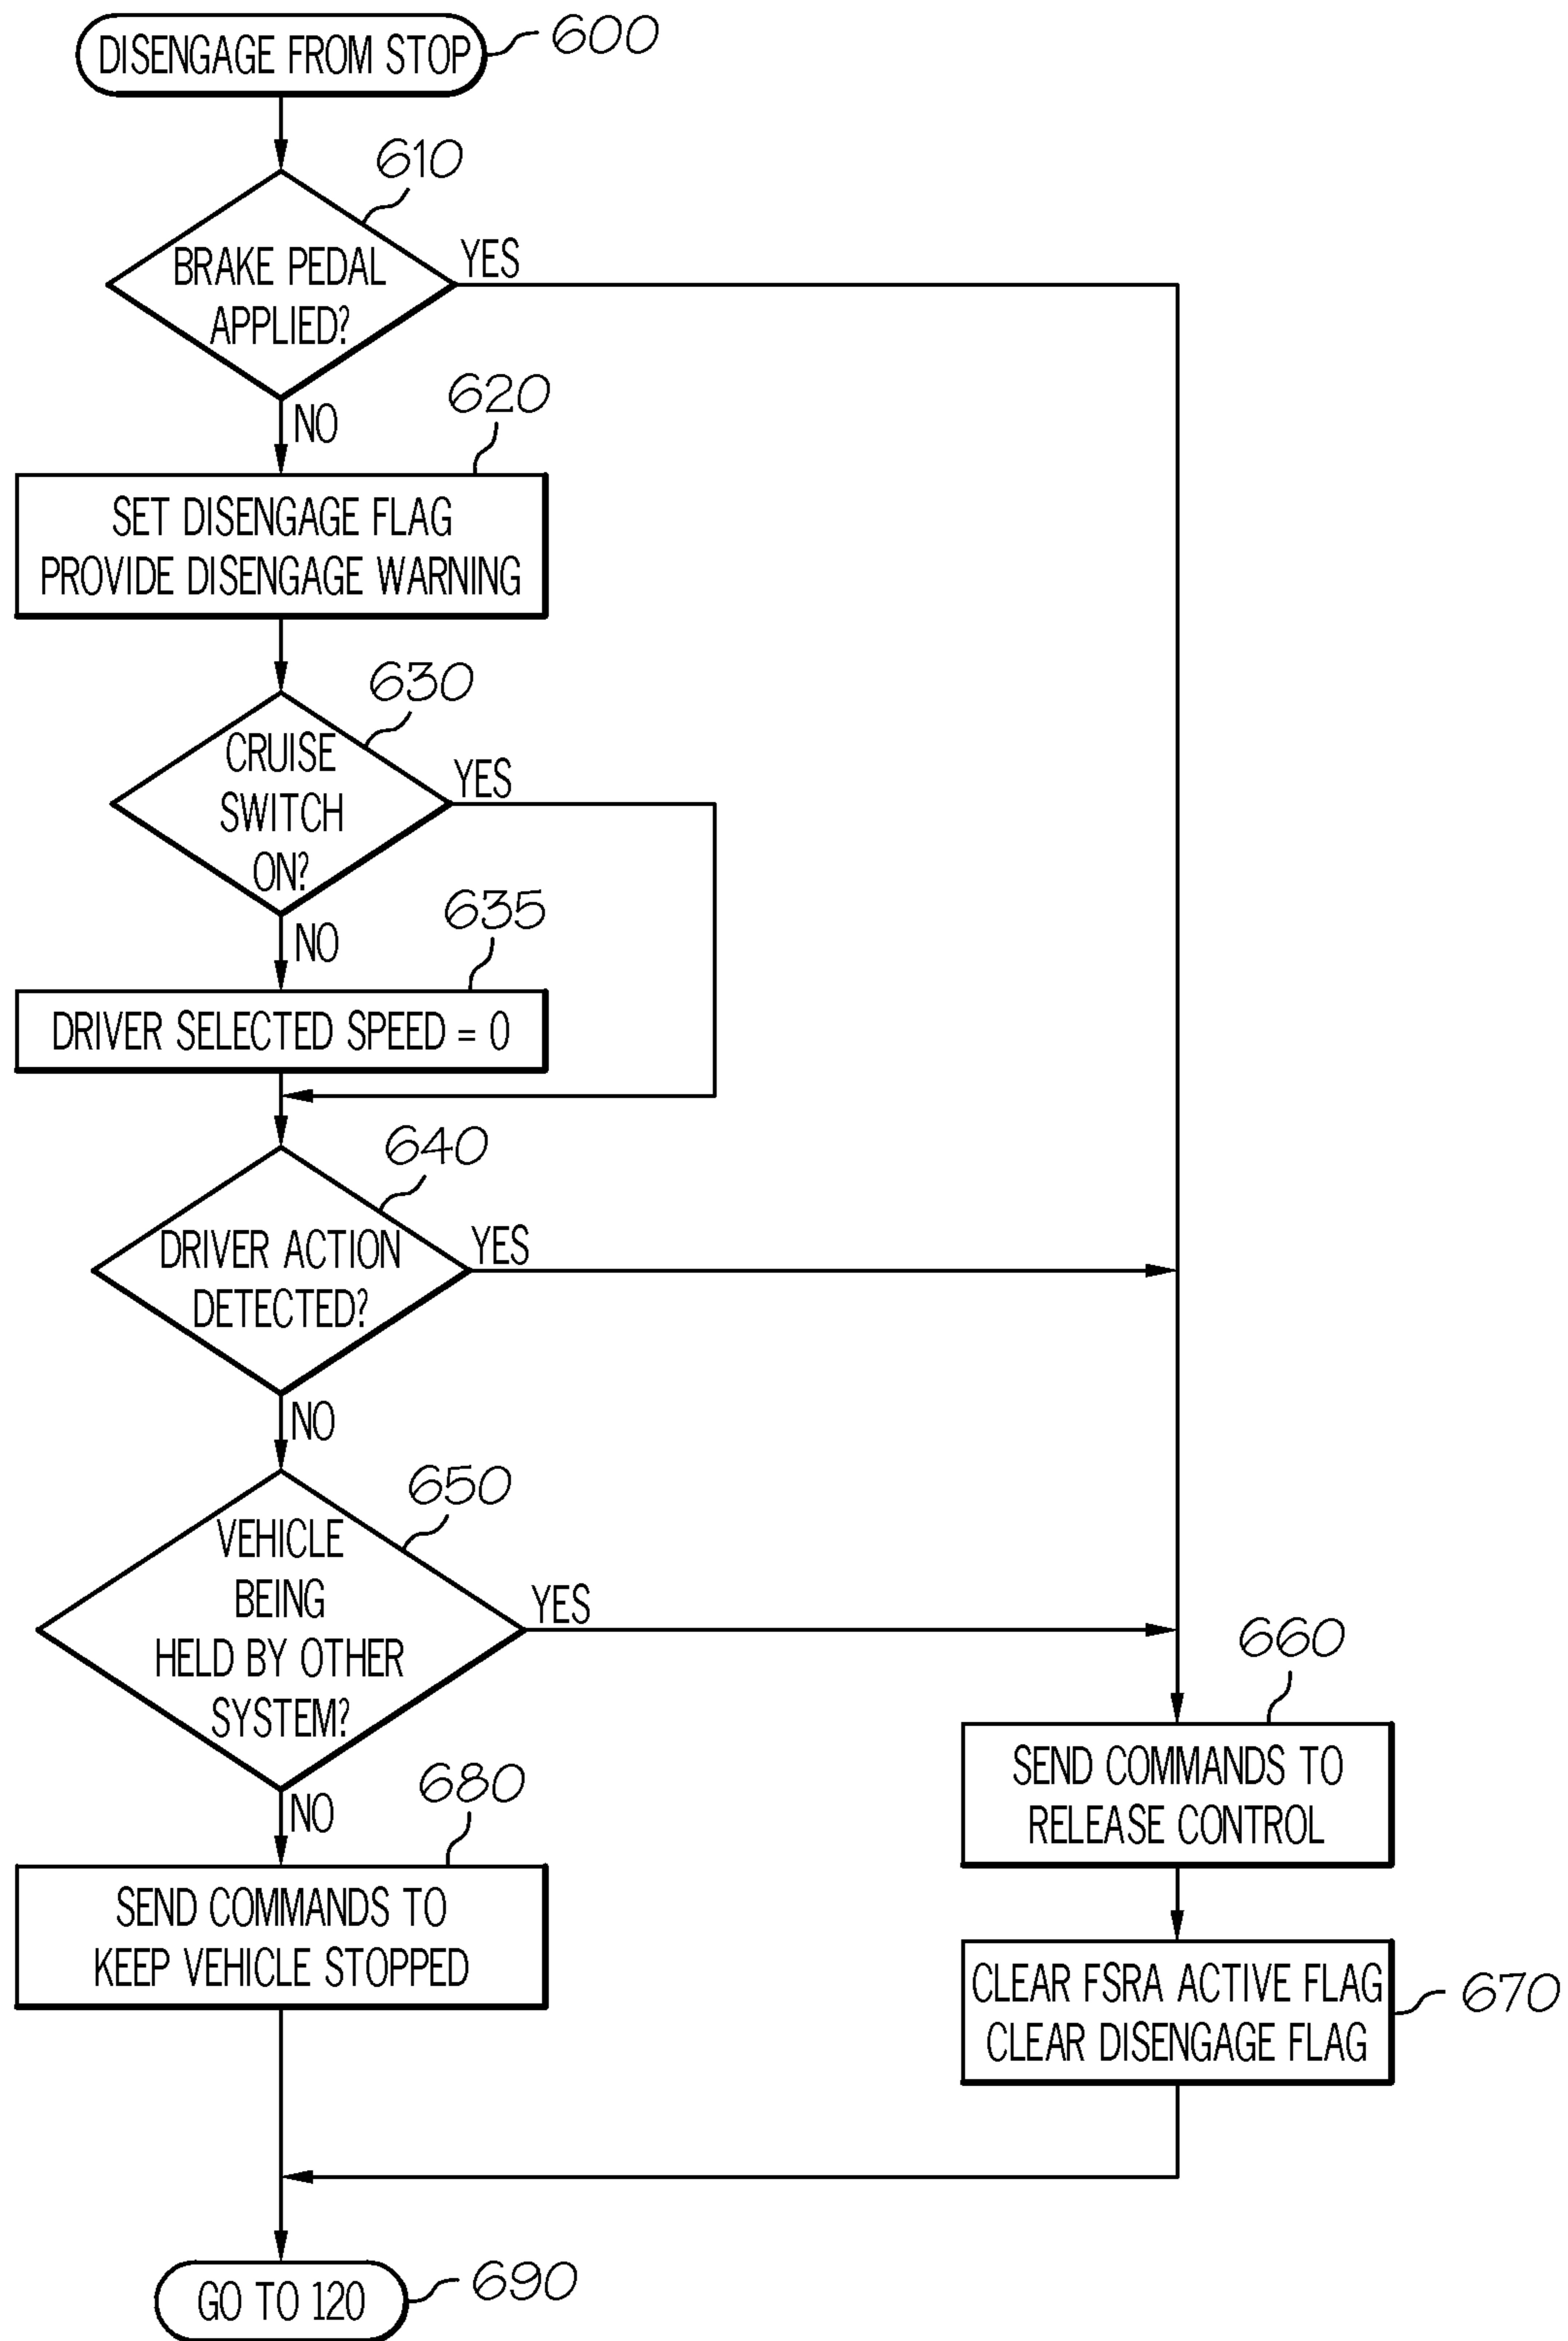 DISENGAGE FROM STOP
600
610
BRAKE PEDAL
APPLIED?
YES
NO
620
SET DISENGAGE FLAG
PROVIDE DISENGAGE WARNING
630
CRUISE
SWITCH
ON?
YES
NO
635
DRIVER SELECTED SPEED = 0
640
DRIVER ACTION
DETECTED?
YES
NO
650
VEHICLE
BEING
HELD BY OTHER
SYSTEM?
YES
NO
660
SEND COMMANDS TO
RELEASE CONTROL
680
SEND COMMANDS TO
KEEP VEHICLE STOPPED
CLEAR FSRA ACTIVE FLAG
CLEAR DISENGAGE FLAG
670
GO TO 120
690